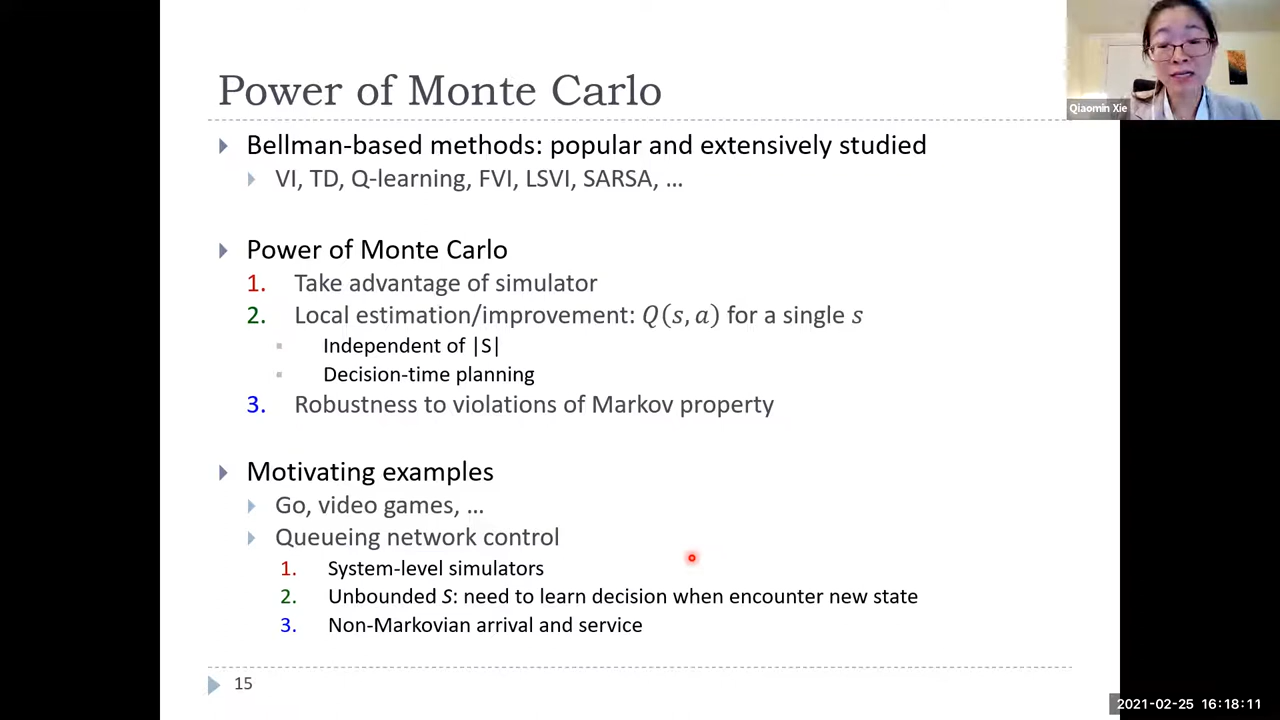 Power of Monte Carlo
Qiaomin Xie
Bellman-based methods: popular and extensively studied
VI, TD, Q-learning, FVI, LSVI, SARSA, …
Power of Monte Carlo
1. Take advantage of simulator
2. Local estimation/improvement: Q(s, a) for a single s
Independent of |S|
Decision-time planning
3. Robustness to violations of Markov property
Motivating examples
Go, video games, …
Queueing network control
1. System-level simulators
2. Unbounded S: need to learn decision when encounter new state
3. Non-Markovian arrival and service
15
2021-02-25 16:18:11